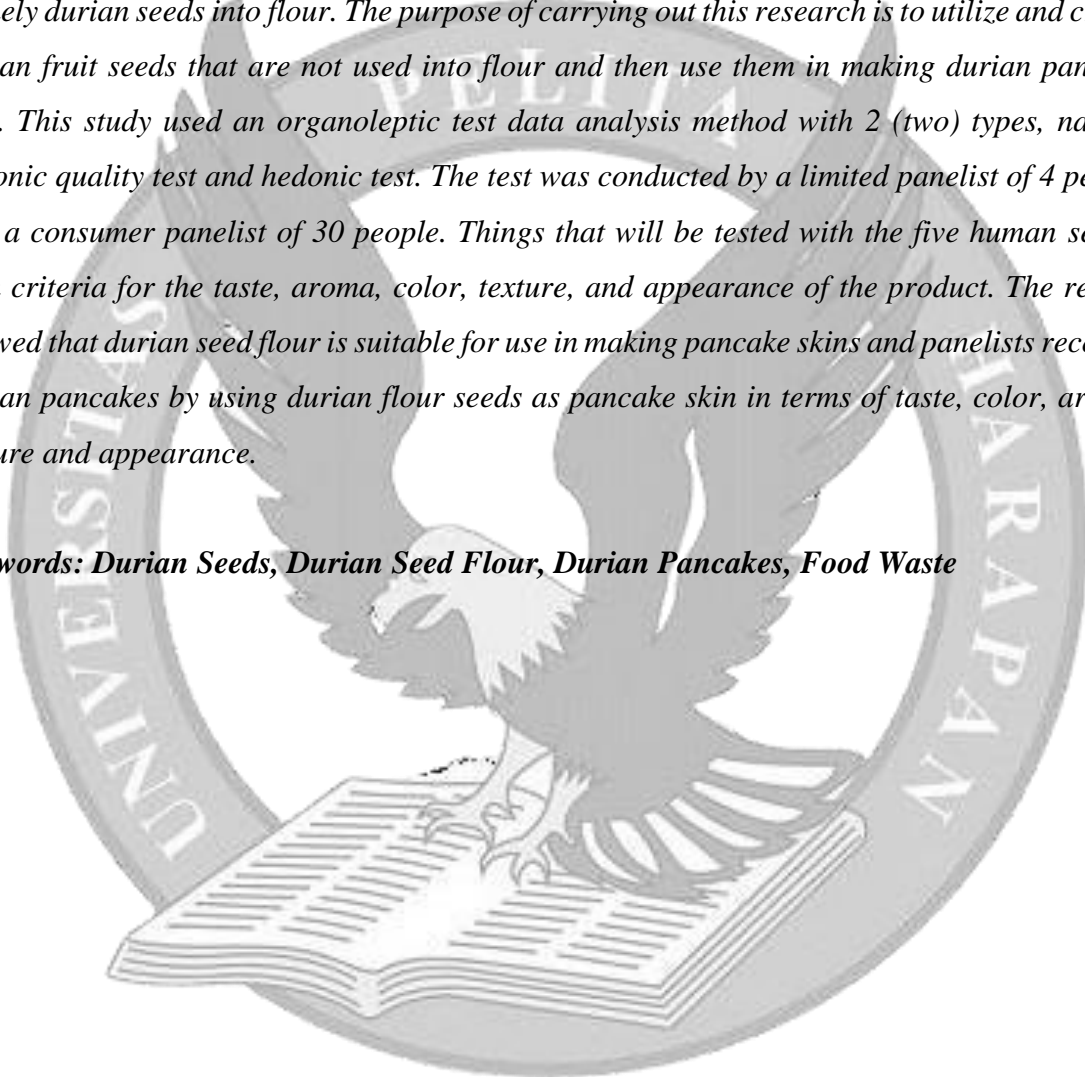 ely durian seeds into flour. The purpose of carrying out this research is to utilize and c
an fruit seeds that are not used into flour and then use them in making durian pan
. This study used an organoleptic test data analysis method with 2 (two) types, na
onic quality test and hedonic test. The test was conducted by a limited panelist of 4 pe
a consumer panelist of 30 people. Things that will be tested with the five human s
criteria for the taste, aroma, color, texture, and appearance of the product. The re
wed that durian seed flour is suitable for use in making pancake skins and panelists rec
an pancakes by using durian flour seeds as pancake skin in terms of taste, color, ar
ure and appearance.
words: Durian Seeds, Durian Seed Flour, Durian Pancakes, Food Waste
UNIVERSITAS PELITA HARAPAN